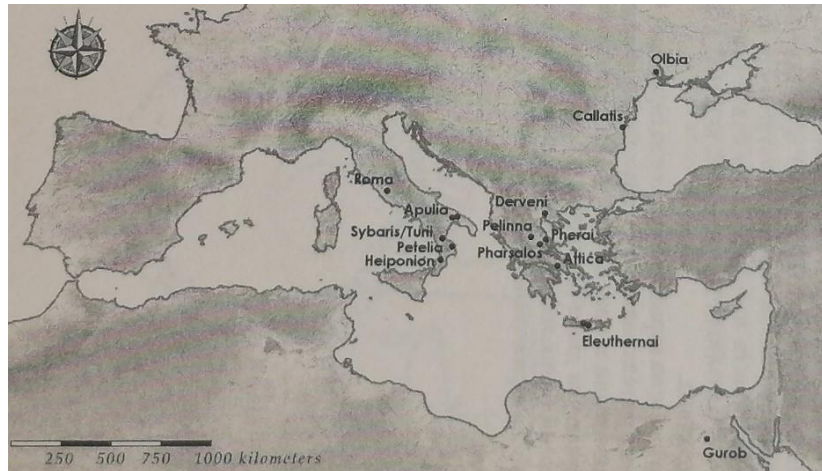 Olbia
Callatis
Roma
Derveni
Apulia
Pelinna
Sybaris/Turii
Pherai
Petelia
Pharsalos
Heiponion
Attica
Eleuthernai
250 500 750 1000 kilometers
Gurob